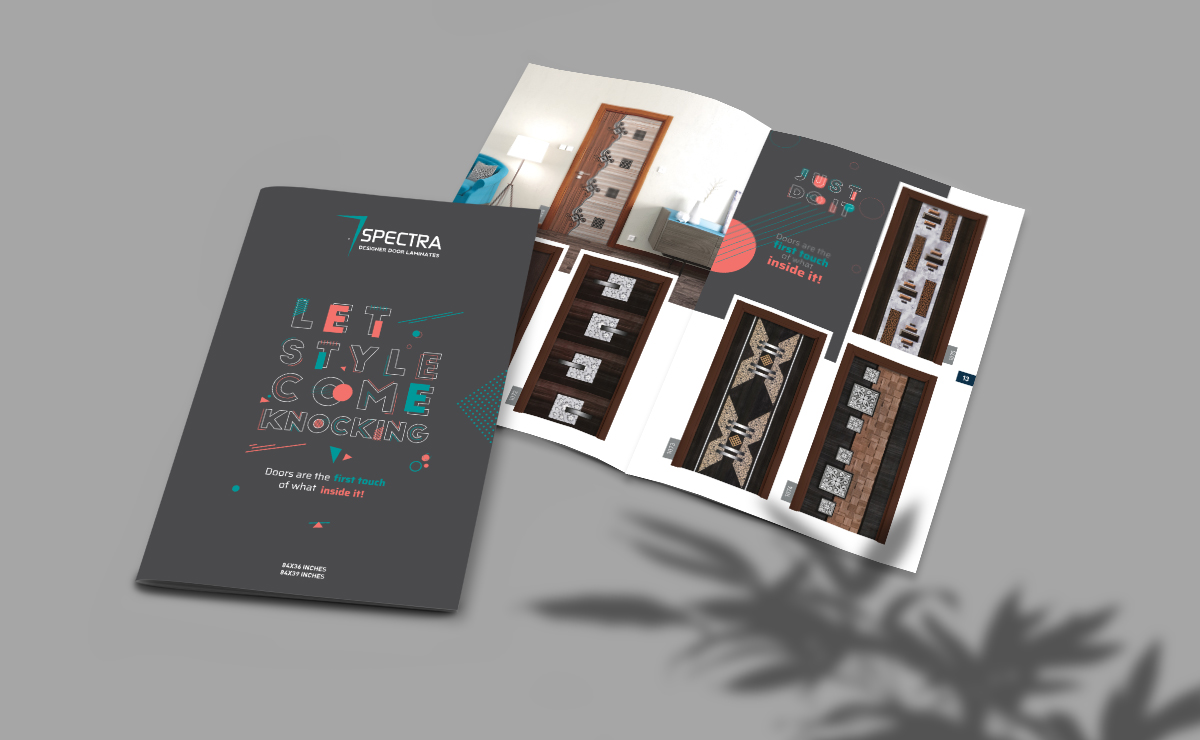 SPECTRA
DESIGNER DOOR LAMINATES
LET
STYLE
COME
KNOCKING
Doors are the first touch
of what inside it!
84X36 INCHES
84X39 INCHES
JUST
DO IT
Doors are the
first touch
of what
inside it!
13